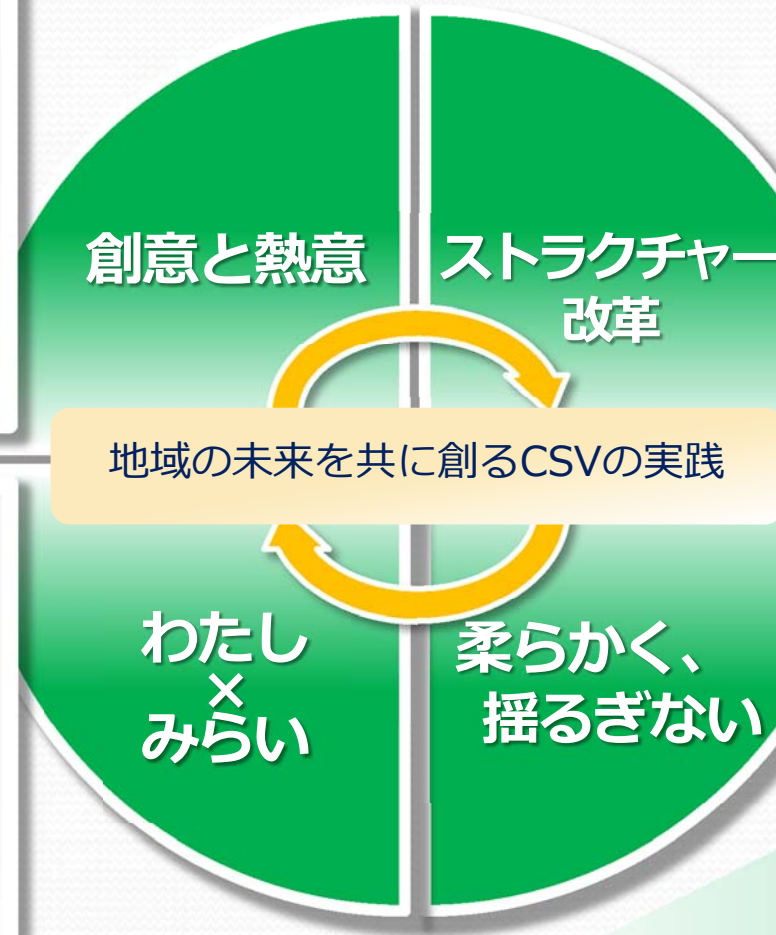 創意と熱意
ストラクチャー
改革
地域の未来を共に創るCSVの実践
わたし
×
みらい
柔らかく、
揺るぎない